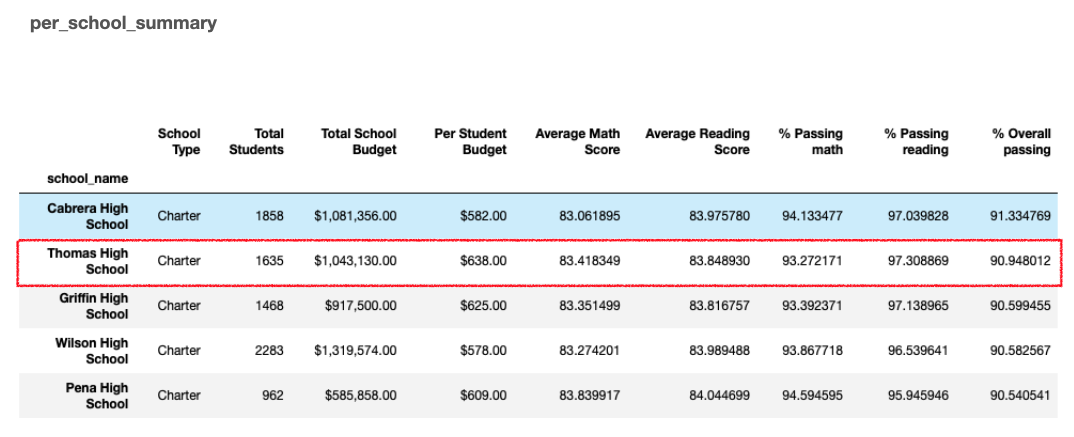 per_school_summary
School Type Total Students Total School Budget Per Student Budget Average Math Score Average Reading Score % Passing math % Passing reading % Overall passing
school_name
Cabrera High School Charter 1858 $1,081,356.00 $582.00 83.061895 83.975780 94.133477 97.039828 91.334769
Thomas High School Charter 1635 $1,043,130.00 $638.00 83.418349 83.848930 93.272171 97.308869 90.948012
Griffin High School Charter 1468 $917,500.00 $625.00 83.351499 83.816757 93.392371 97.138965 90.599455
Wilson High School Charter 2283 $1,319,574.00 $578.00 83.274201 83.989488 93.867718 96.539641 90.582567
Pena High School Charter 962 $585,858.00 $609.00 83.839917 84.044699 94.594595 95.945946 90.540541